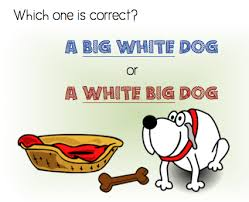 Which one is correct?
A BIG WHITE DOG
or
A WHITE BIG DOG